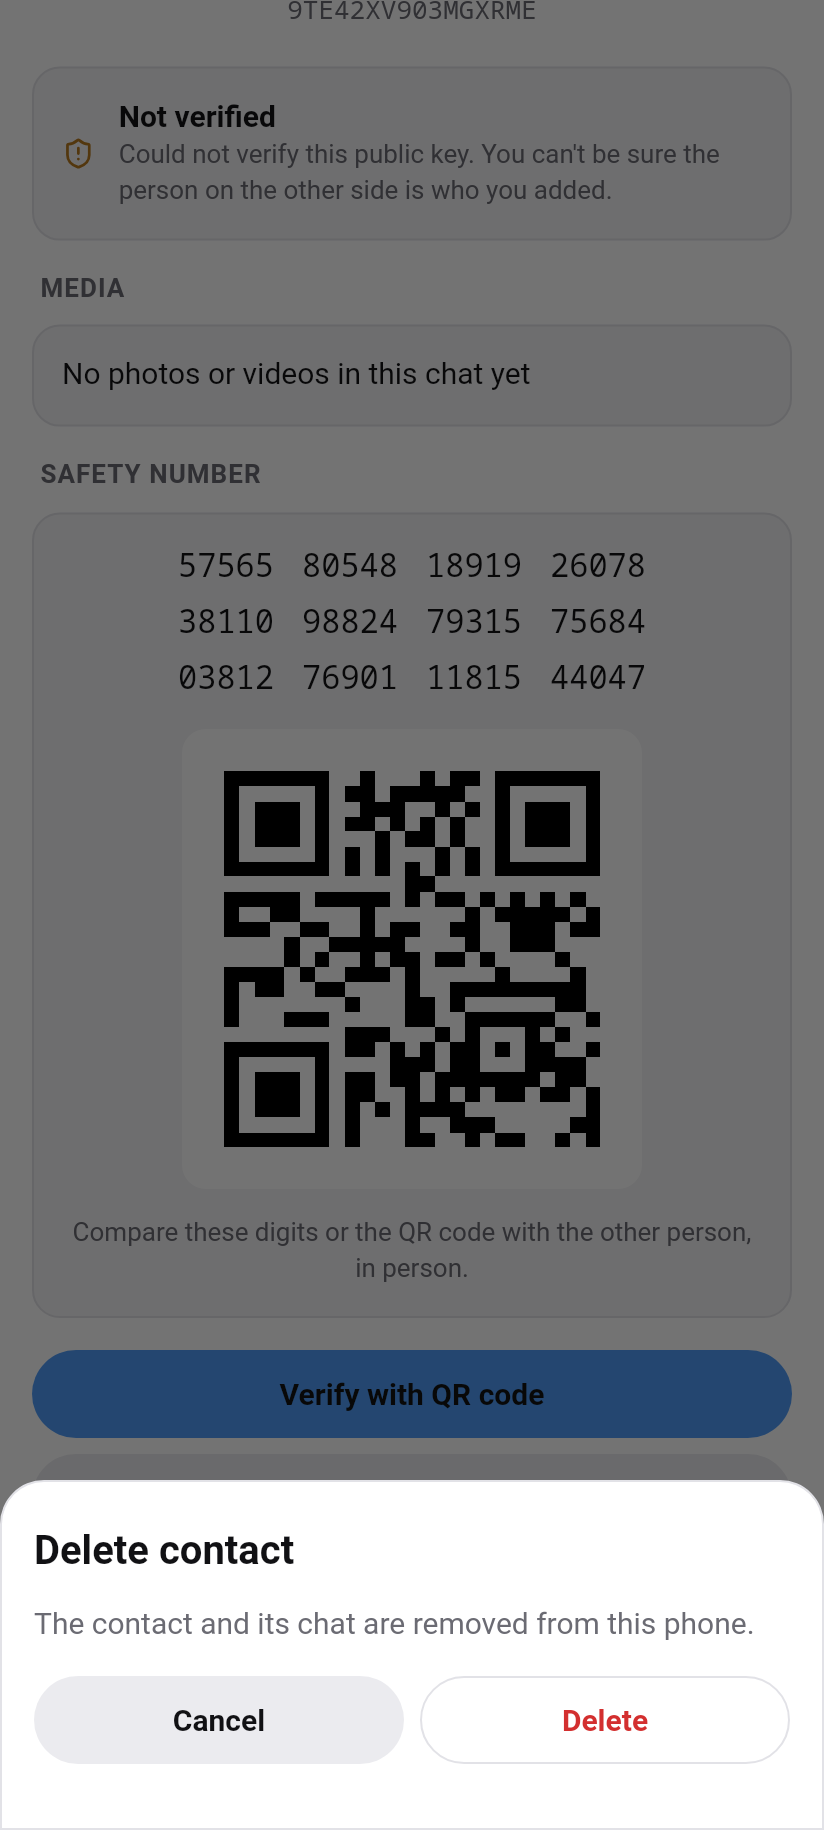 9TE42XV903MGXRME
Not verified
Could not verify this public key. You can't be sure the
person on the other side is who you added.
MEDIA
No photos or videos in this chat yet
SAFETY NUMBER
57565 80548 18919 26078
38110 98824 79315 75684
03812 76901 11815 44047
Compare these digits or the QR code with the other person,
in person.
Verify with QR code
Delete contact
The contact and its chat are removed from this phone.
Cancel Delete